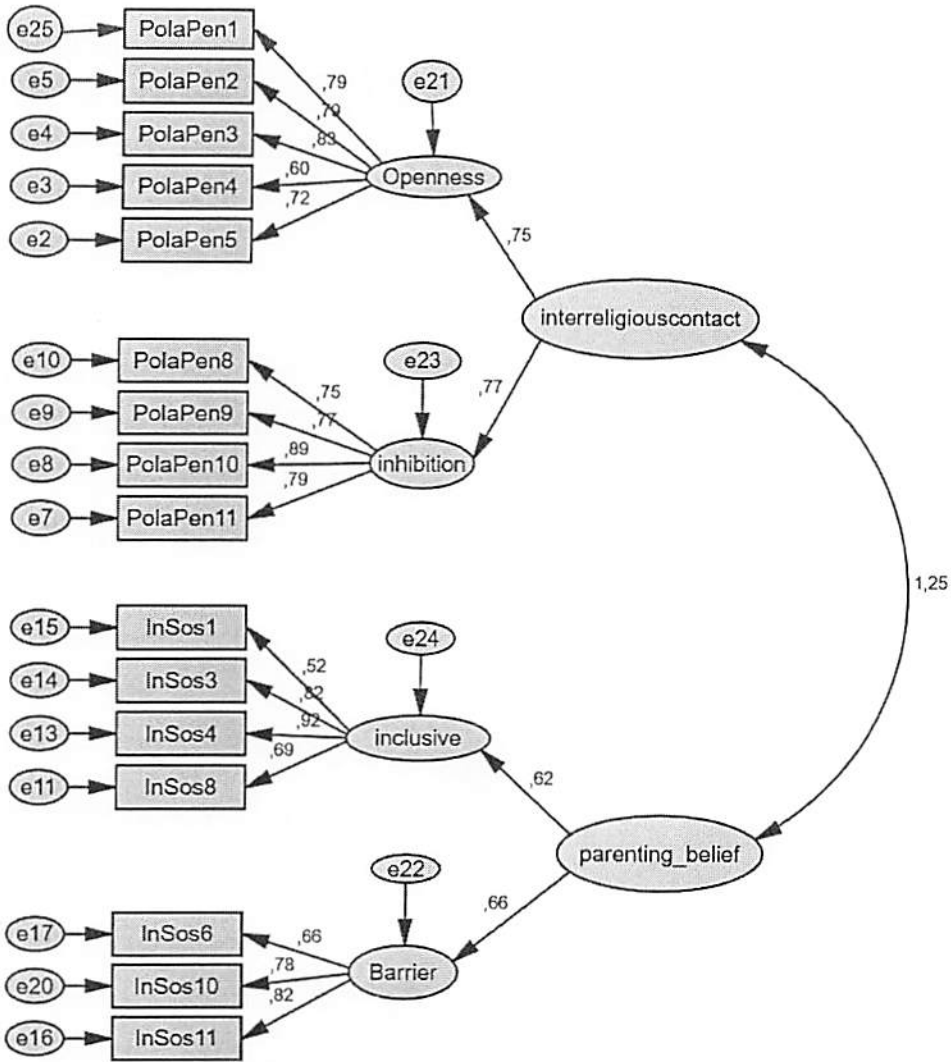 e25 PolaPen1
e5 PolaPen2
e4 PolaPen3
e3 PolaPen4
e2 PolaPen5
,79
,79
,83
,60
,72
e21
Openness
,75
interreligiouscontact
e10 PolaPen8
e9 PolaPen9
e8 PolaPen10
e7 PolaPen11
,75
,77
,89
,79
e23
inhibition
,77
1,25
e15 InSos1
e14 InSos3
e13 InSos4
e11 InSos8
,52
,82
,92
,69
e24
inclusive
,62
parenting_belief
e17 InSos6
e20 InSos10
e16 InSos11
,66
,78
,82
e22
Barrier
,66